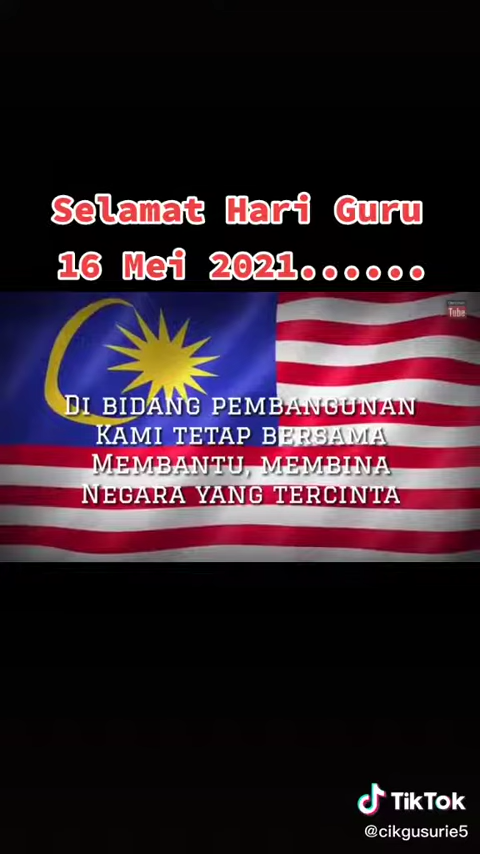 Selamat Hari Guru
16 Mei 2021......
Tube
DI BIDANG PEMBANGUNAN
KAMI TETAP BERSAMA
MEMBANTU, MEMBINA
NEGARA YANG TERCINTA
TikTok
@cikgusurie5